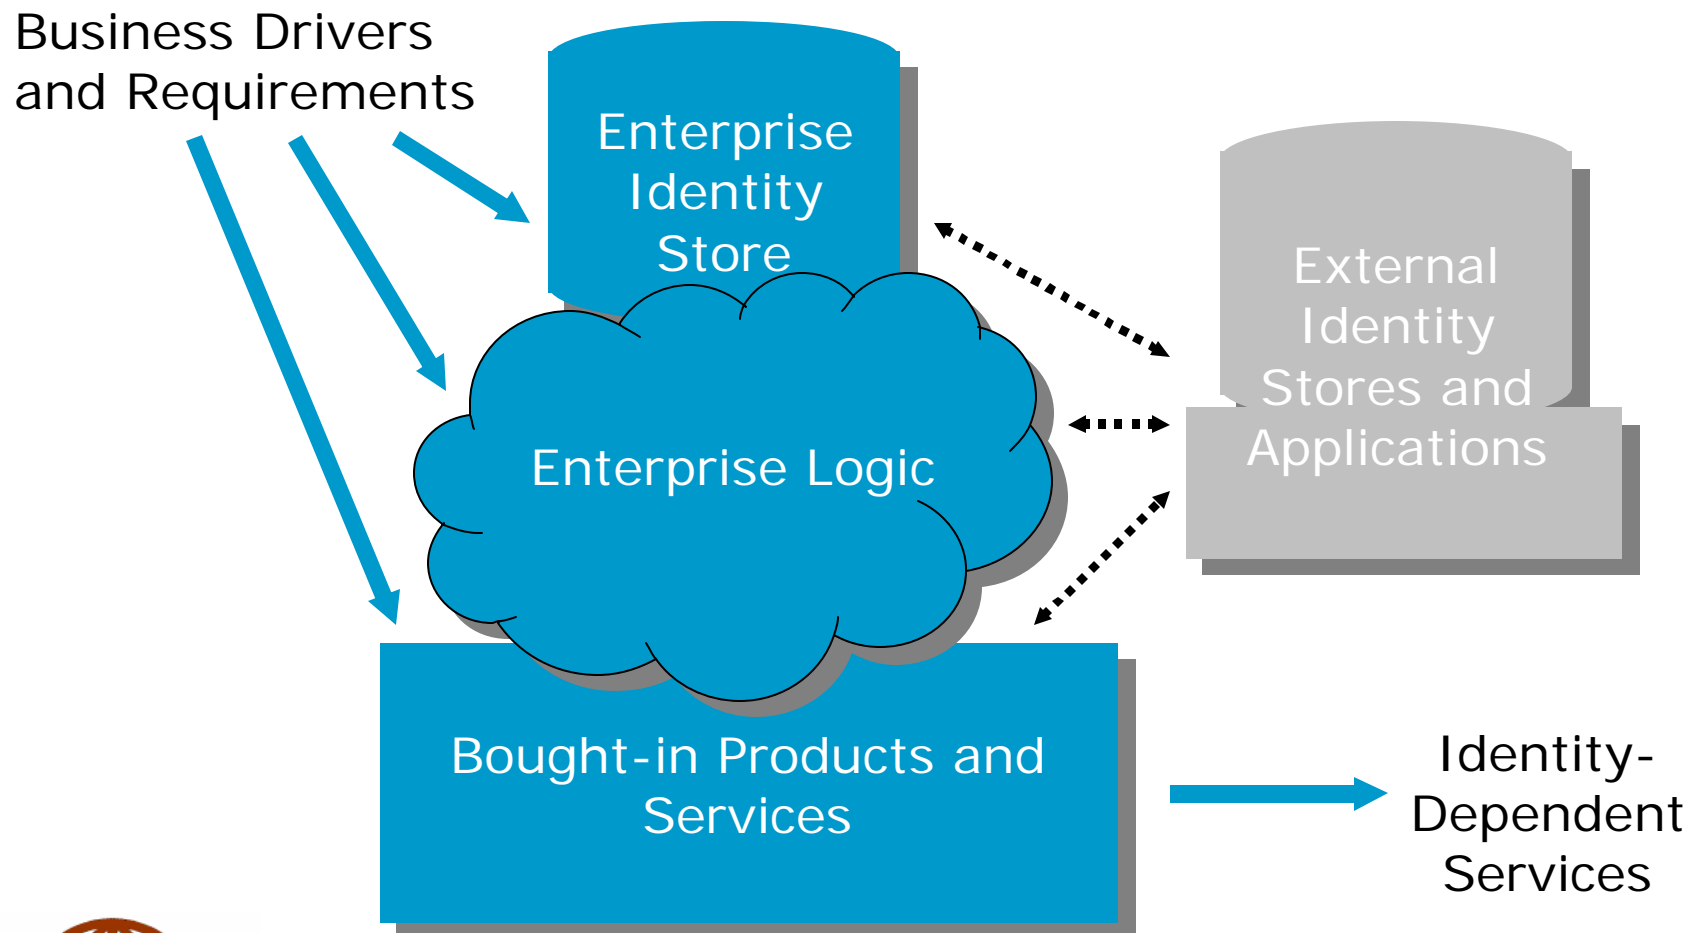 Business Drivers
and Requirements
Enterprise
Identity
Store
External
Identity
Stores and
Applications
Enterprise Logic
Bought-in Products and
Services
Identity-
Dependent
Services